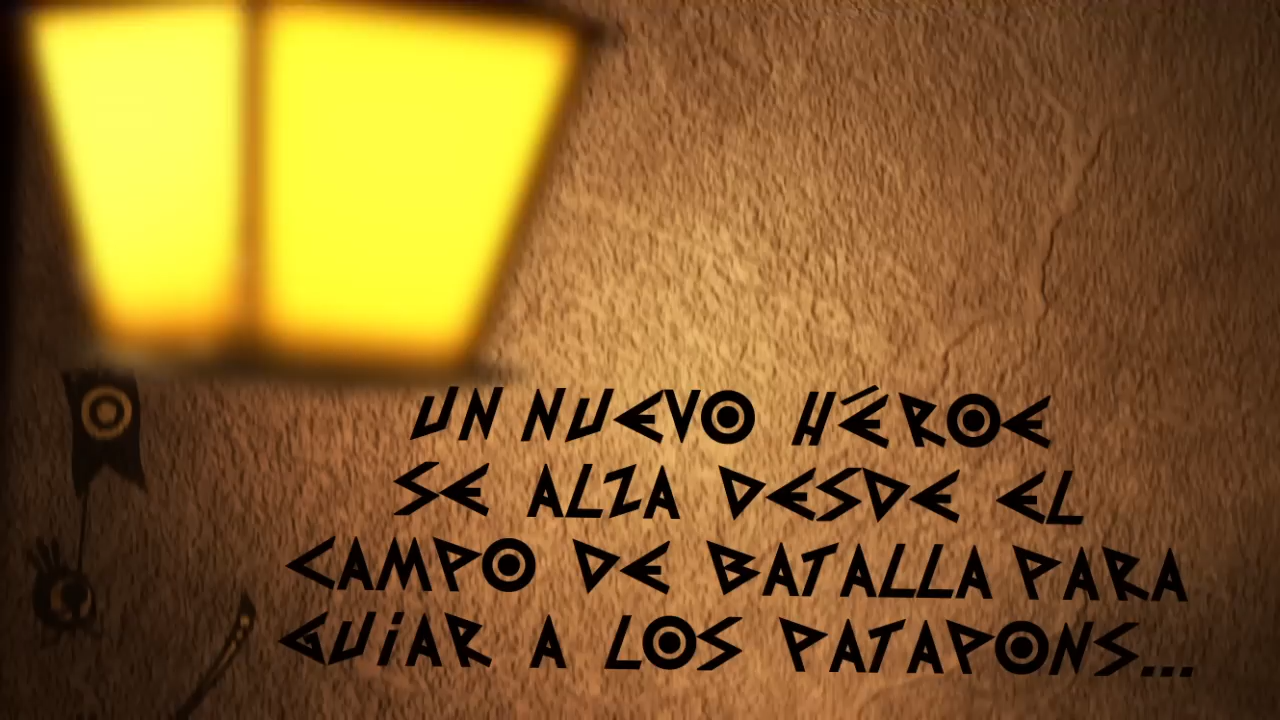 UN NUEVO HÉROE
SE ALZA DESDE EL
CAMPO DE BATALLA PARA
GUiAR A LOS PATAPONS...